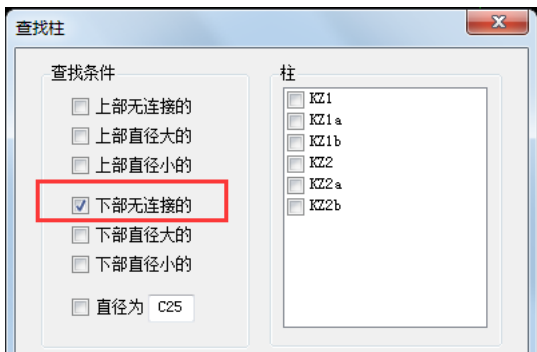 查找柱
查找条件
上部无连接的
上部直径大的
上部直径小的
下部无连接的
下部直径大的
下部直径小的
直径为 C25
柱
KZ1
KZ1a
KZ1b
KZ2
KZ2a
KZ2b